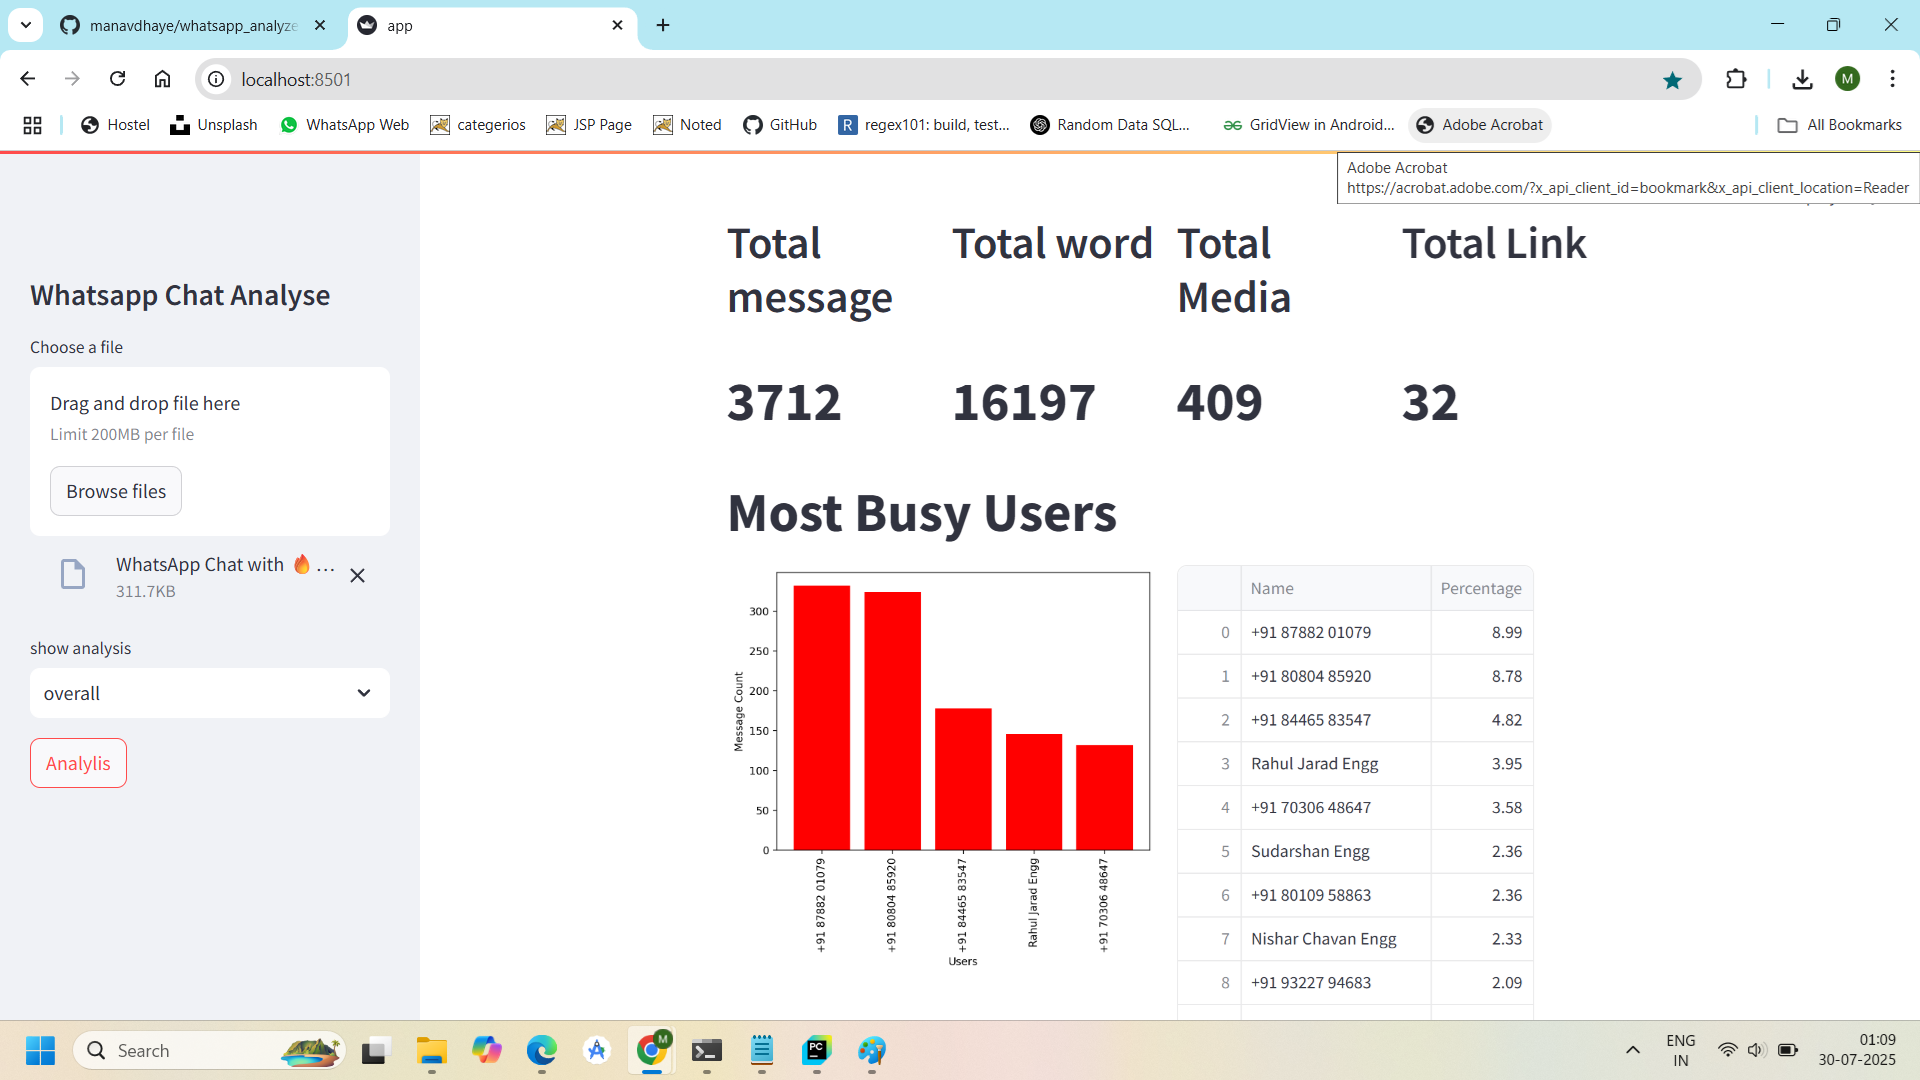 manavdhaye/whatsapp_analyze
app
localhost:8501
M
Hostel
Unsplash
WhatsApp Web
categerios
JSP Page
Noted
GitHub
R
regex101: build, test...
Random Data SQL...
GridView in Android...
Adobe Acrobat
All Bookmarks
Adobe Acrobat
https://acrobat.adobe.com/?x_api_client_id=bookmark&x_api_client_location=Reader
Whatsapp Chat Analyse
Choose a file
Drag and drop file here
Limit 200MB per file
Browse files
WhatsApp Chat with 🔥 ...
311.7KB
show analysis
overall
Analylis
Total
message
Total word
Total
Media
Total Link
3712
16197
409
32
Most Busy Users
Message Count
300
250
200
150
100
50
0
+91 87882 01079
+91 80804 85920
+91 84465 83547
Rahul Jarad Engg
+91 70306 48647
Users
Name Percentage
0 +91 87882 01079 8.99
1 +91 80804 85920 8.78
2 +91 84465 83547 4.82
3 Rahul Jarad Engg 3.95
4 +91 70306 48647 3.58
5 Sudarshan Engg 2.36
6 +91 80109 58863 2.36
7 Nishar Chavan Engg 2.33
8 +91 93227 94683 2.09
Search
M
PC
ENG
IN
01:09
30-07-2025